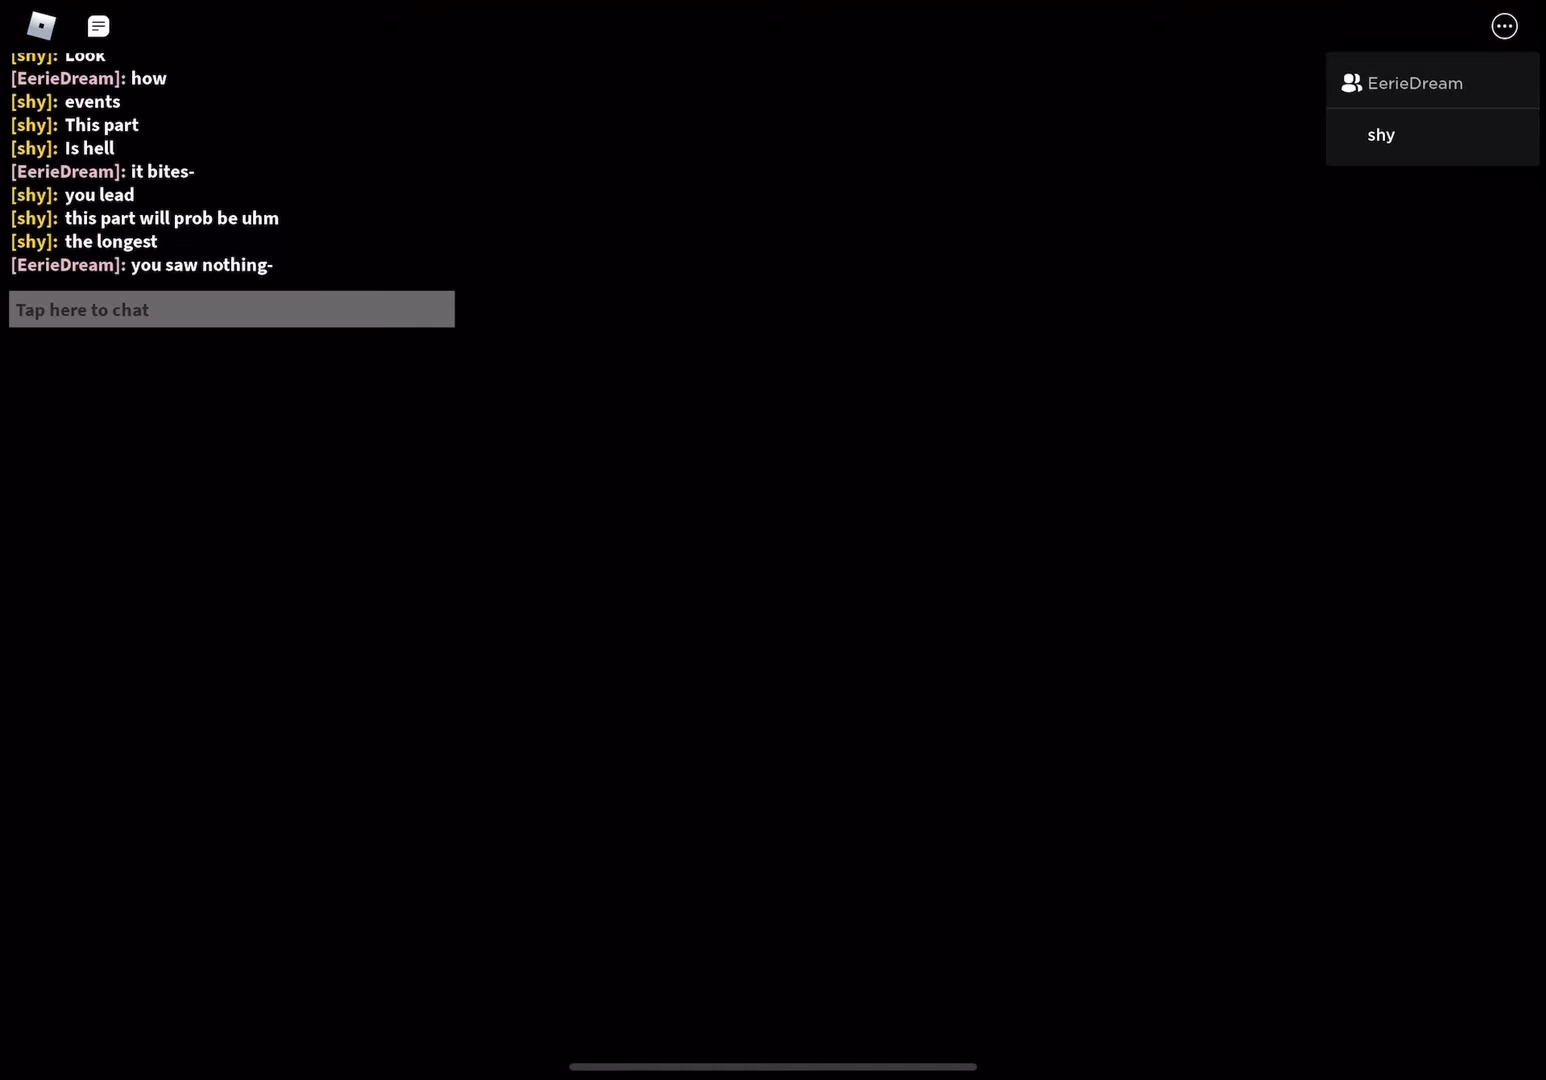 [shy]: Look
[EerieDream]: how
[shy]: events
[shy]: This part
[shy]: Is hell
[EerieDream]: it bites-
[shy]: you lead
[shy]: this part will prob be uhm
[shy]: the longest
[EerieDream]: you saw nothing-
Tap here to chat
EerieDream
shy